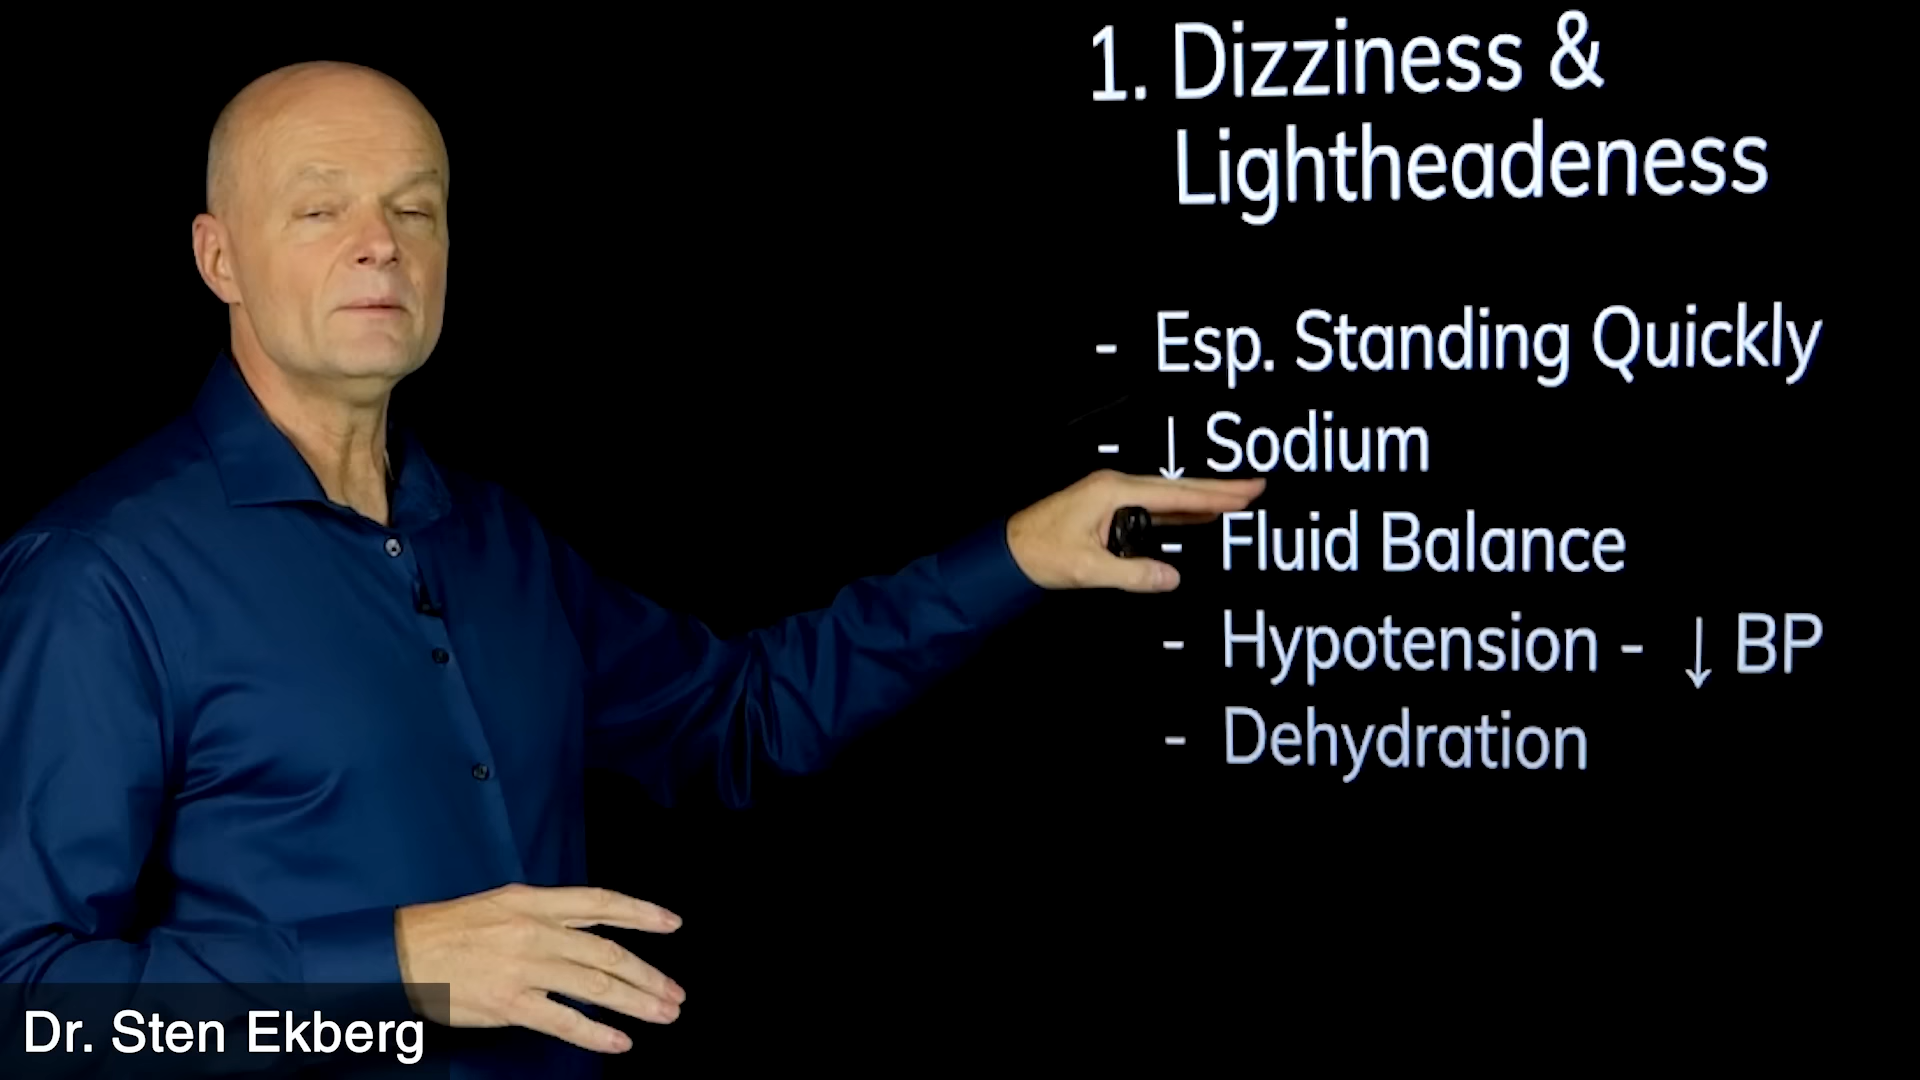 1. Dizziness &
Lightheadeness
- Esp. Standing Quickly
- ↓ Sodium
- Fluid Balance
- Hypotension - ↓ BP
- Dehydration
Dr. Sten Ekberg